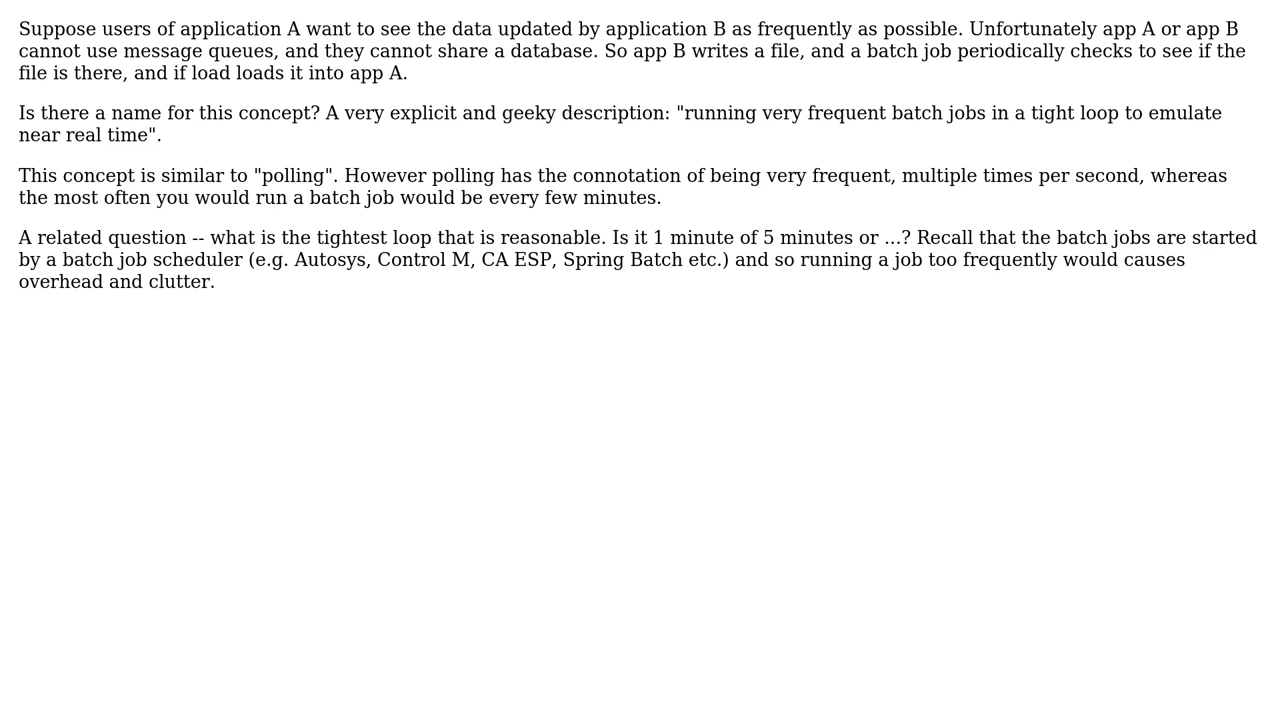 Suppose users of application A want to see the data updated by application B as frequently as possible. Unfortunately app A or app B
cannot use message queues, and they cannot share a database. So app B writes a file, and a batch job periodically checks to see if the
file is there, and if load loads it into app A.
Is there a name for this concept? A very explicit and geeky description: "running very frequent batch jobs in a tight loop to emulate
near real time".
This concept is similar to "polling". However polling has the connotation of being very frequent, multiple times per second, whereas
the most often you would run a batch job would be every few minutes.
A related question -- what is the tightest loop that is reasonable. Is it 1 minute of 5 minutes or ...? Recall that the batch jobs are started
by a batch job scheduler (e.g. Autosys, Control M, CA ESP, Spring Batch etc.) and so running a job too frequently would causes
overhead and clutter.